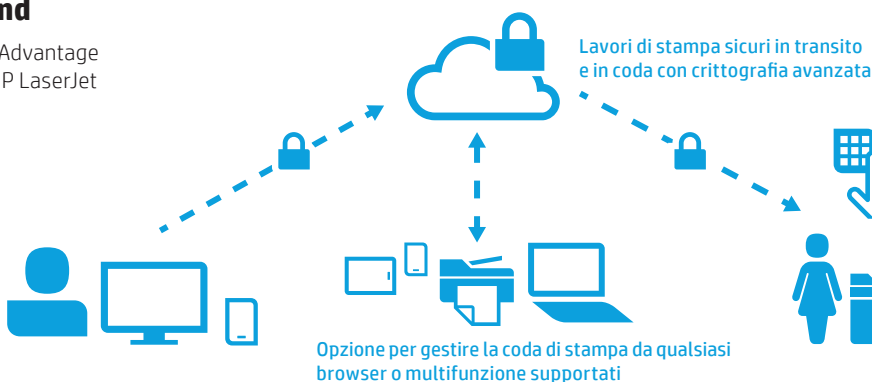 Advantage
LaserJet
Lavori di stampa sicuri in transito
e in coda con crittografia avanzata
Opzione per gestire la coda di stampa da qualsiasi
browser o multifunzione supportati